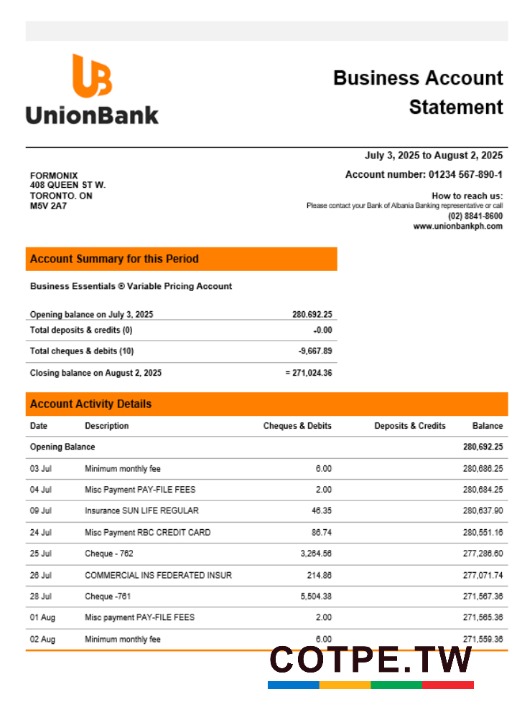 UB
UnionBank
Business Account
Statement
July 3, 2025 to August 2, 2025
FORMONIX
408 QUEEN ST W.
TORONTO. ON
M5V 2A7
Account number: 01234 567-890-1
How to reach us:
Please contact your Bank of Albania Banking representative or call
(02) 8841-8600
www.unionbankph.com
Account Summary for this Period
Business Essentials ® Variable Pricing Account
Opening balance on July 3, 2025 280.692.25
Total deposits & credits (0) -0.00
Total cheques & debits (10) -9,667.89
Closing balance on August 2, 2025 = 271,024.36
Account Activity Details
Date Description Cheques & Debits Deposits & Credits Balance
Opening Balance 280,692.25
03 Jul Minimum monthly fee 6.00 280,686.25
04 Jul Misc Payment PAY-FILE FEES 2.00 280,684.25
09 Jul Insurance SUN LIFE REGULAR 46.35 280,637.90
24 Jul Misc Payment RBC CREDIT CARD 86.74 280,551.16
25 Jul Cheque - 762 3,264.56 277,286.60
26 Jul COMMERCIAL INS FEDERATED INSUR 214.86 277,071.74
28 Jul Cheque -761 5,504.38 271,567.36
01 Aug Misc payment PAY-FILE FEES 2.00 271,565.36
02 Aug Minimum monthly fee 6.00 271,559.36
COTPE.TW